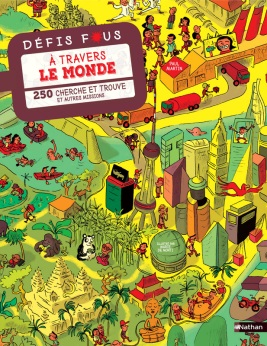 DÉFIS FOUS
À TRAVERS
LE MONDE
250 CHERCHE ET TROUVE
ET AUTRES MISSIONS
PAUL
MARTIN
Nathan